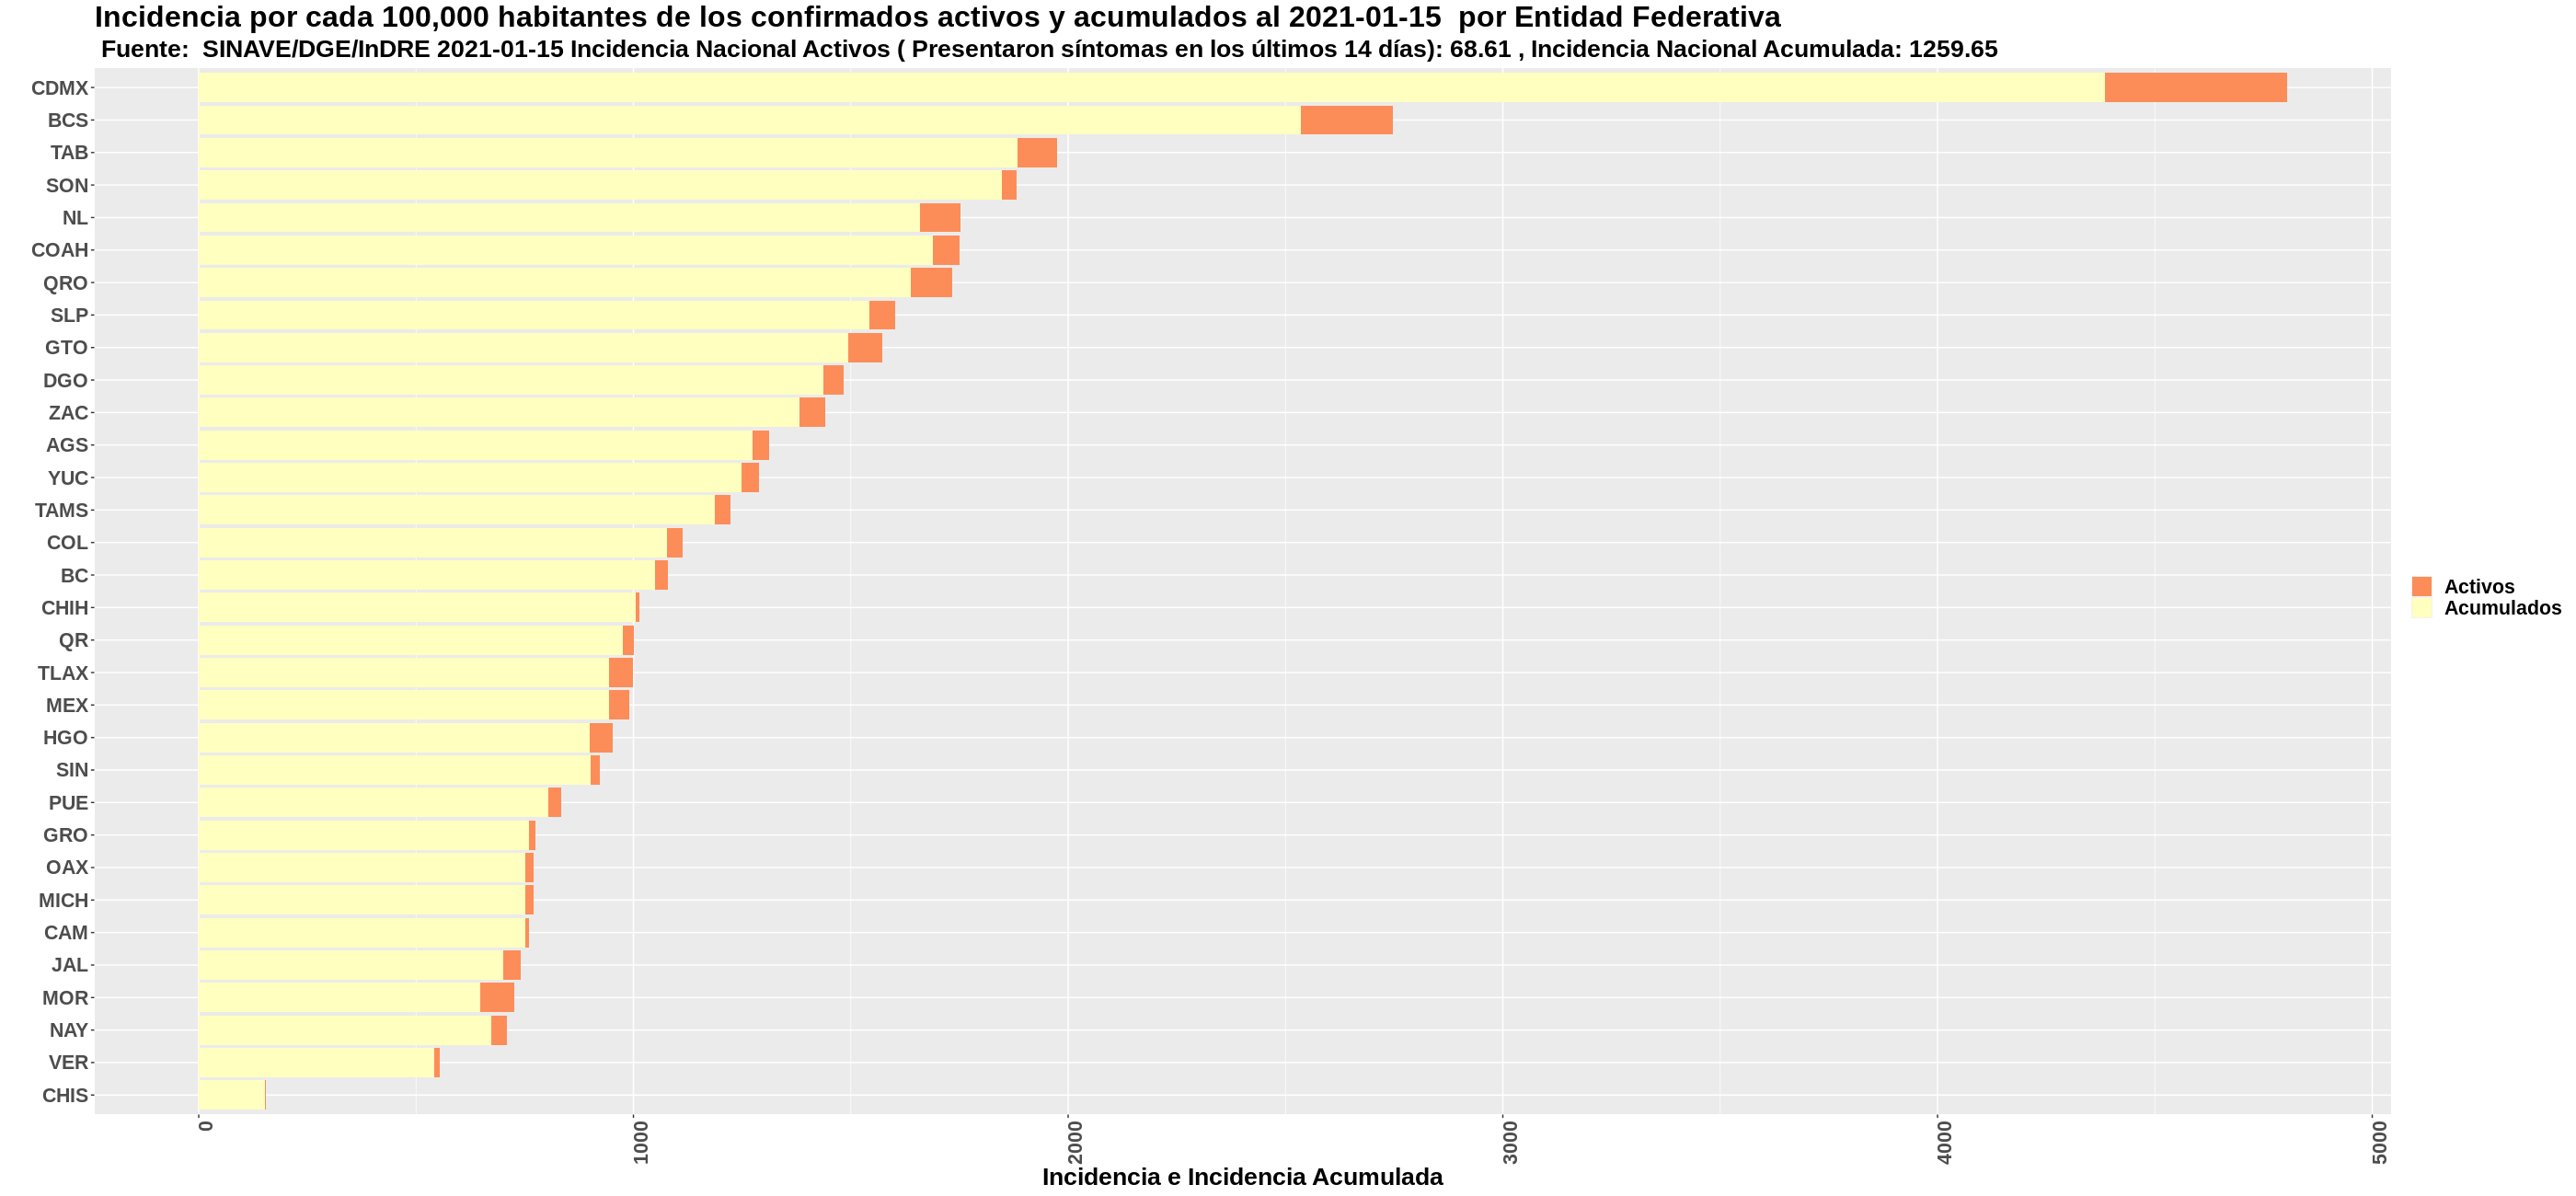 Incidencia por cada 100,000 habitantes de los confirmados activos y acumulados al 2021-01-15  por Entidad Federativa
Fuente:  SINAVE/DGE/InDRE 2021-01-15 Incidencia Nacional Activos ( Presentaron síntomas en los últimos 14 días): 68.61 , Incidencia Nacional Acumulada: 1259.65
CDMX
BCS
TAB
SON
NL
COAH
QRO
SLP
GTO
DGO
ZAC
AGS
YUC
TAMS
COL
BC
CHIH
QR
TLAX
MEX
HGO
SIN
PUE
GRO
OAX
MICH
CAM
JAL
MOR
NAY
VER
CHIS
0
1000
2000
3000
4000
5000
Incidencia e Incidencia Acumulada
Activos
Acumulados